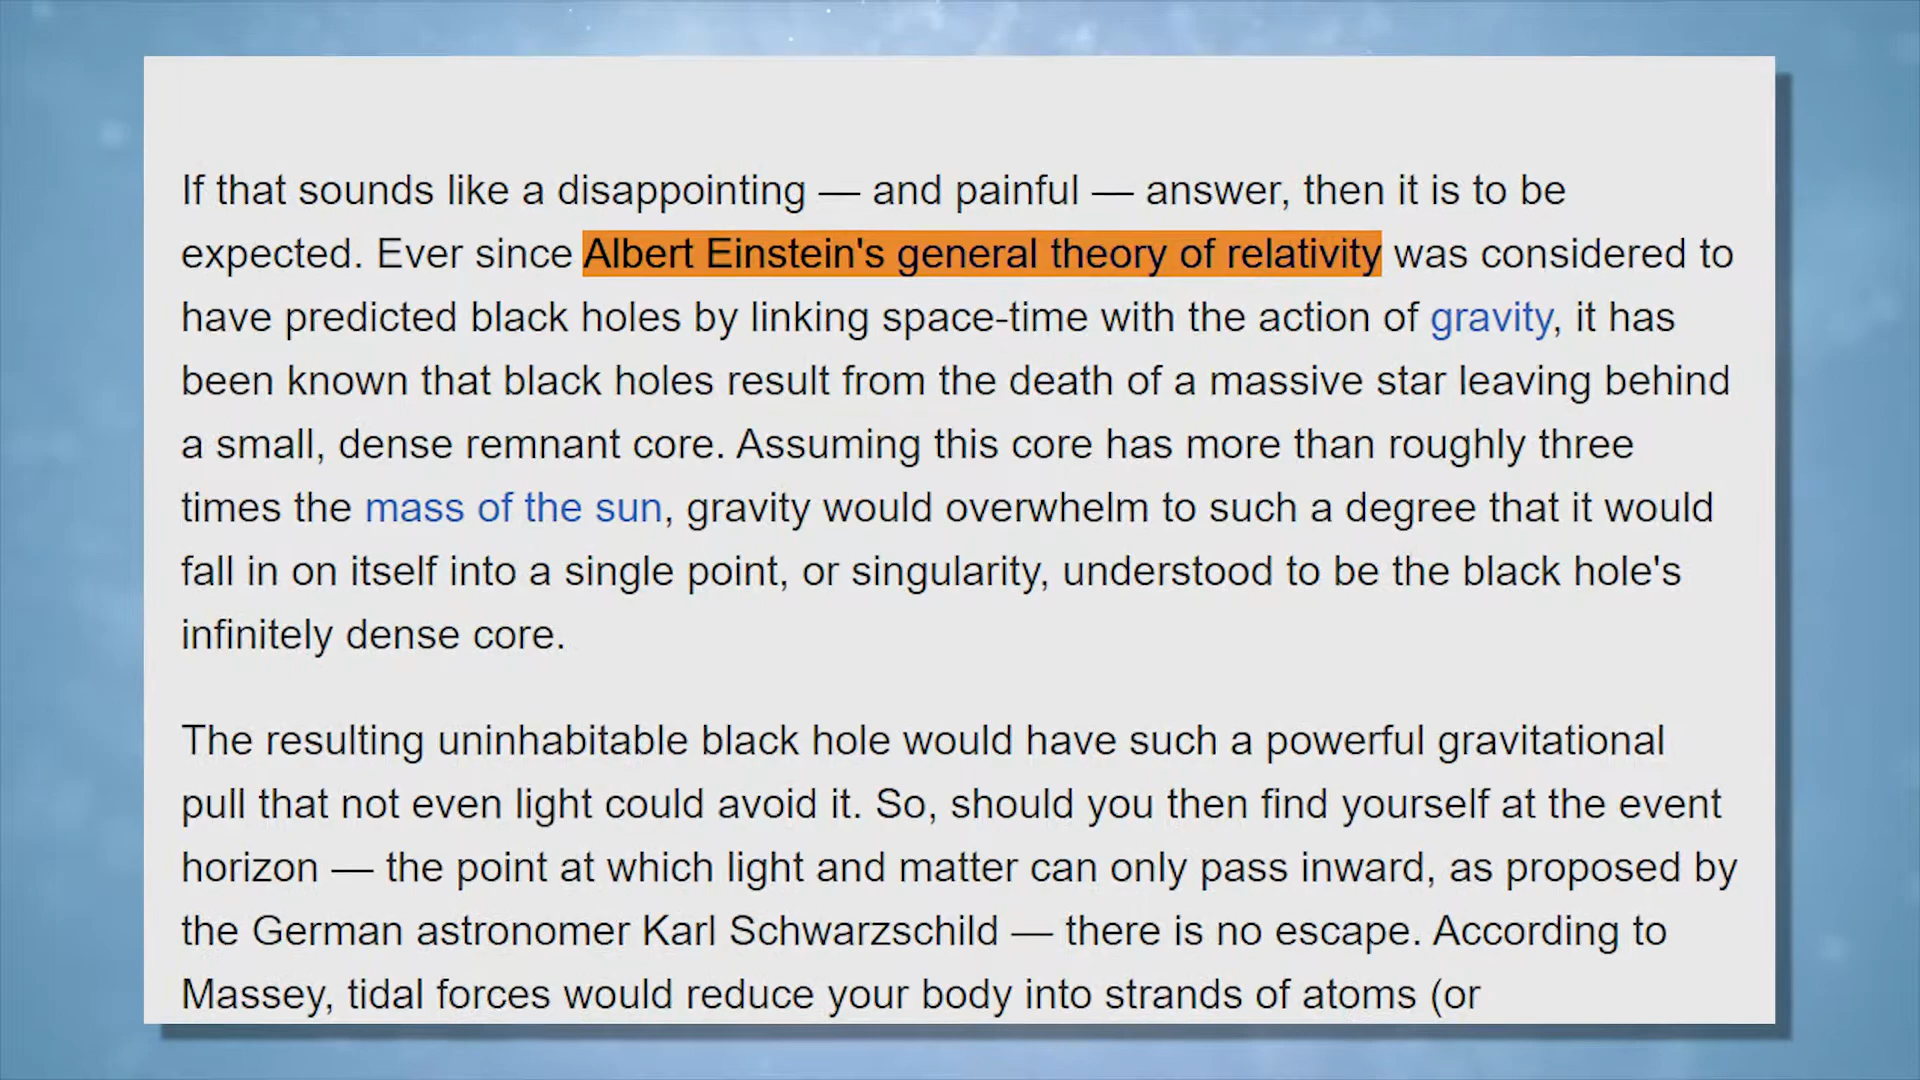 If that sounds like a disappointing — and painful — answer, then it is to be
expected. Ever since Albert Einstein's general theory of relativity was considered to
have predicted black holes by linking space-time with the action of gravity, it has
been known that black holes result from the death of a massive star leaving behind
a small, dense remnant core. Assuming this core has more than roughly three
times the mass of the sun, gravity would overwhelm to such a degree that it would
fall in on itself into a single point, or singularity, understood to be the black hole's
infinitely dense core.
The resulting uninhabitable black hole would have such a powerful gravitational
pull that not even light could avoid it. So, should you then find yourself at the event
horizon — the point at which light and matter can only pass inward, as proposed by
the German astronomer Karl Schwarzschild — there is no escape. According to
Massey, tidal forces would reduce your body into strands of atoms (or